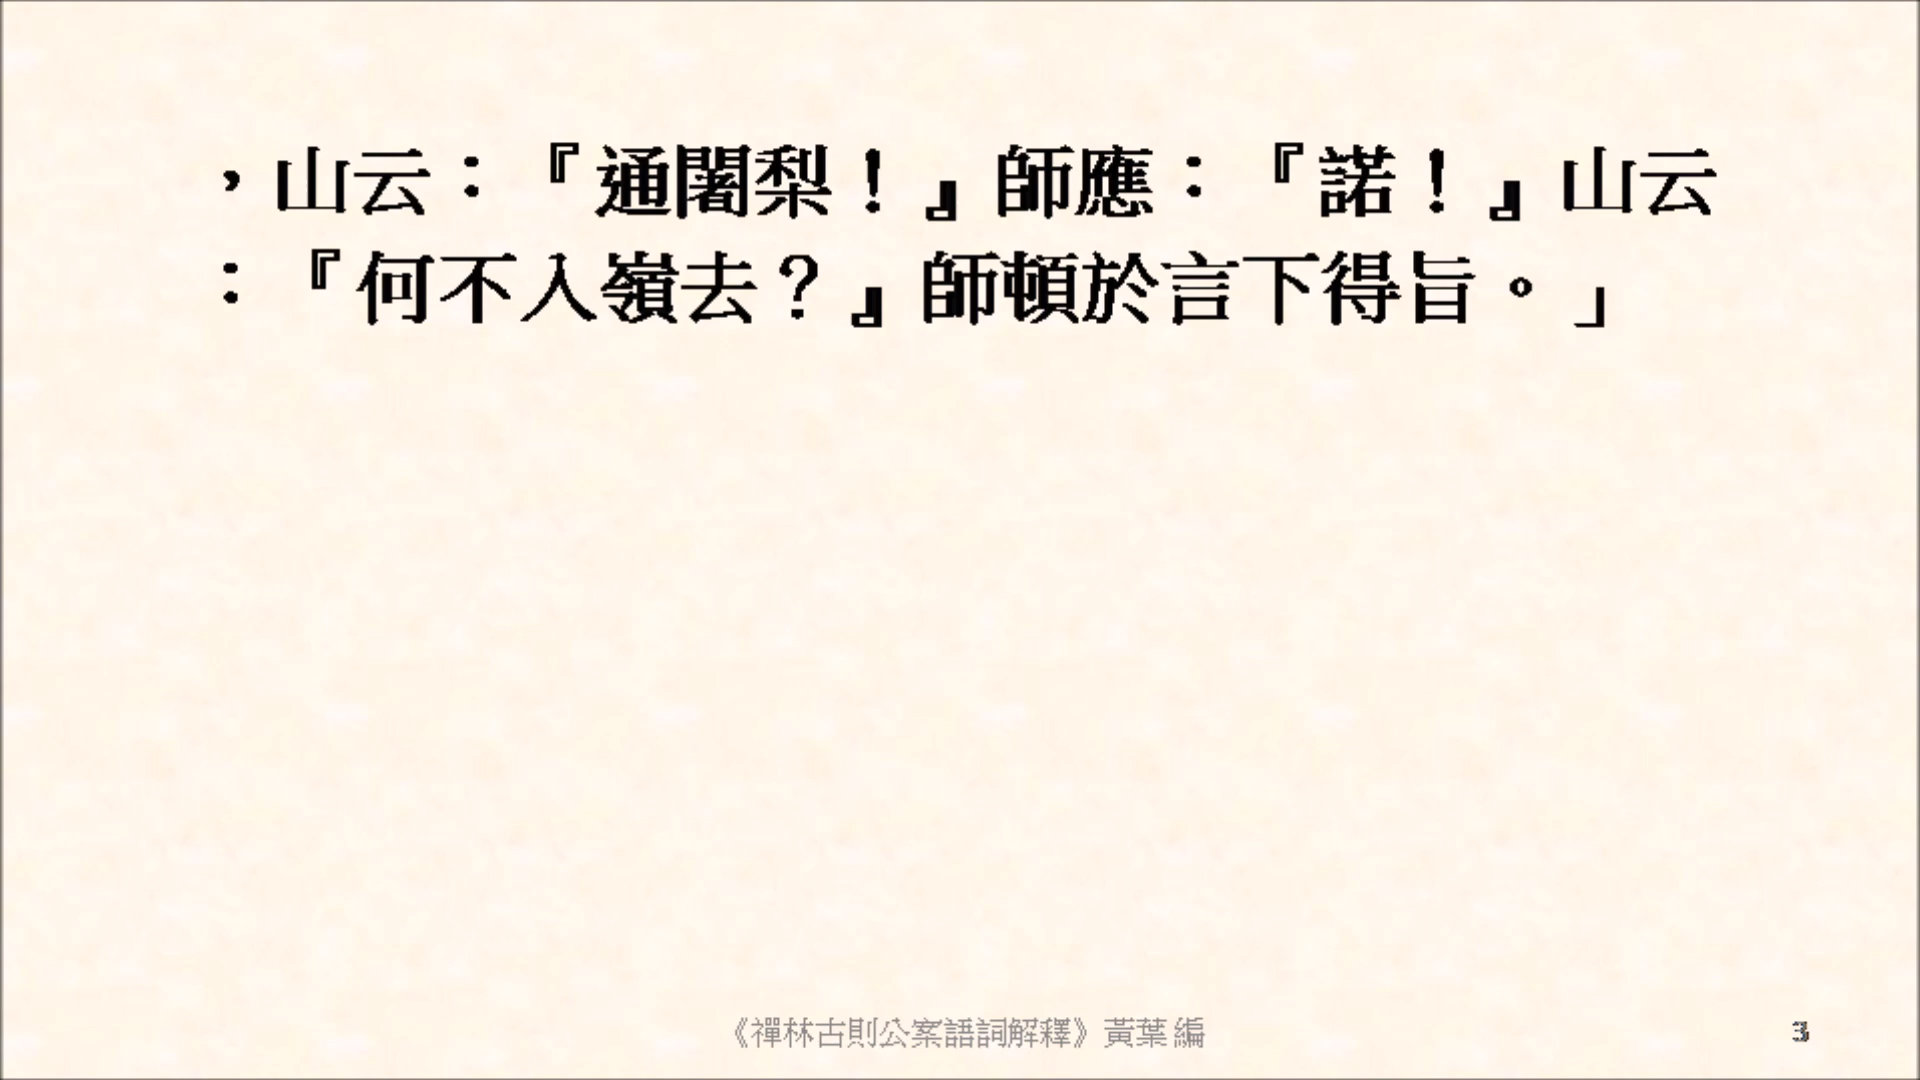 ，山云：『通闍梨！』師應：『諾！』山云
：『何不入嶺去？』師頓於言下得旨。」
《禪林古則公案語詞解釋》黃葉 編
3